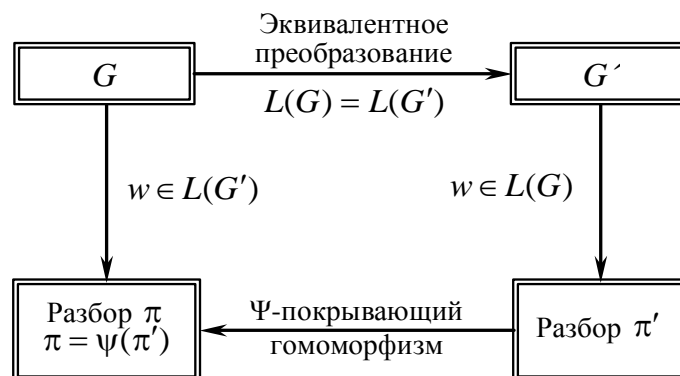 Эквивалентное
преобразование
G
G´
L(G) = L(G′)
w ∈ L(G′)
w ∈ L(G)
Разбор π
π = ψ(π′)
Ψ-покрывающий
гомоморфизм
Разбор π′